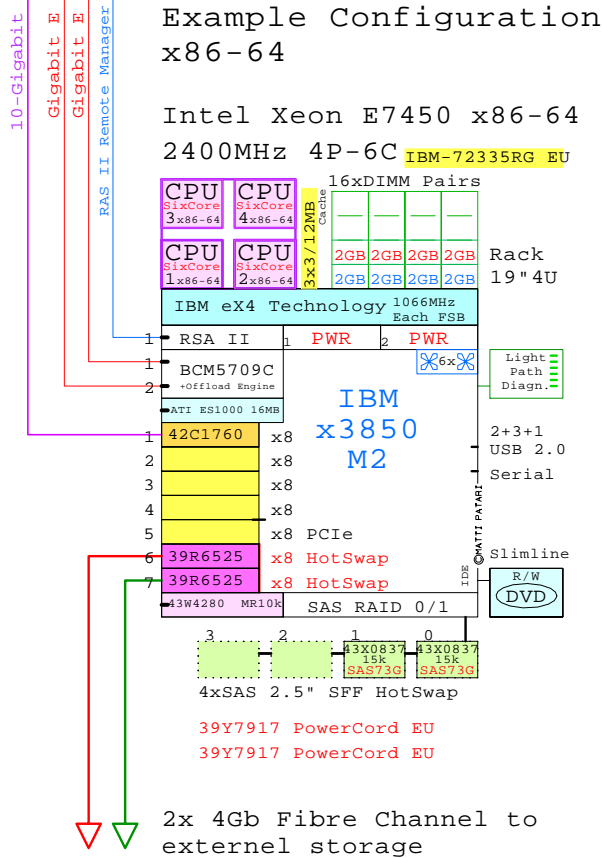 10-Gigabit
Gigabit E
Gigabit E
RAS II Remote Manager
Example Configuration
x86-64
Intel Xeon E7450 x86-64
2400MHz 4P-6C IBM-72335RG EU
16xDIMM Pairs
CPU CPU
SixCore SixCore
3x86-64 4x86-64
CPU CPU
SixCore SixCore
1x86-64 2x86-64
3x3/12MB
Cache
2GB 2GB 2GB 2GB
2GB 2GB 2GB 2GB
Rack
19"4U
IBM eX4 Technology 1066MHz
Each FSB
1 RSA II 1 PWR 2 PWR
1 BCM5709C
2 +Offload Engine
6x
Light
Path
Diagn.
ATI ES1000 16MB
IBM
x3850
M2
1 42C1760 x8
2 x8
3 x8
4 x8
5 x8 PCIe
6 39R6525 x8 HotSwap
7 39R6525 x8 HotSwap
43W4280 MR10k SAS RAID 0/1
2+3+1
USB 2.0
Serial
©MATTI PATARI
IDE
Slimline
R/W
DVD
3 2 1 0
43X0837 43X0837
15k 15k
SAS73G SAS73G
4xSAS 2.5" SFF HotSwap
39Y7917 PowerCord EU
39Y7917 PowerCord EU
2x 4Gb Fibre Channel to
externel storage